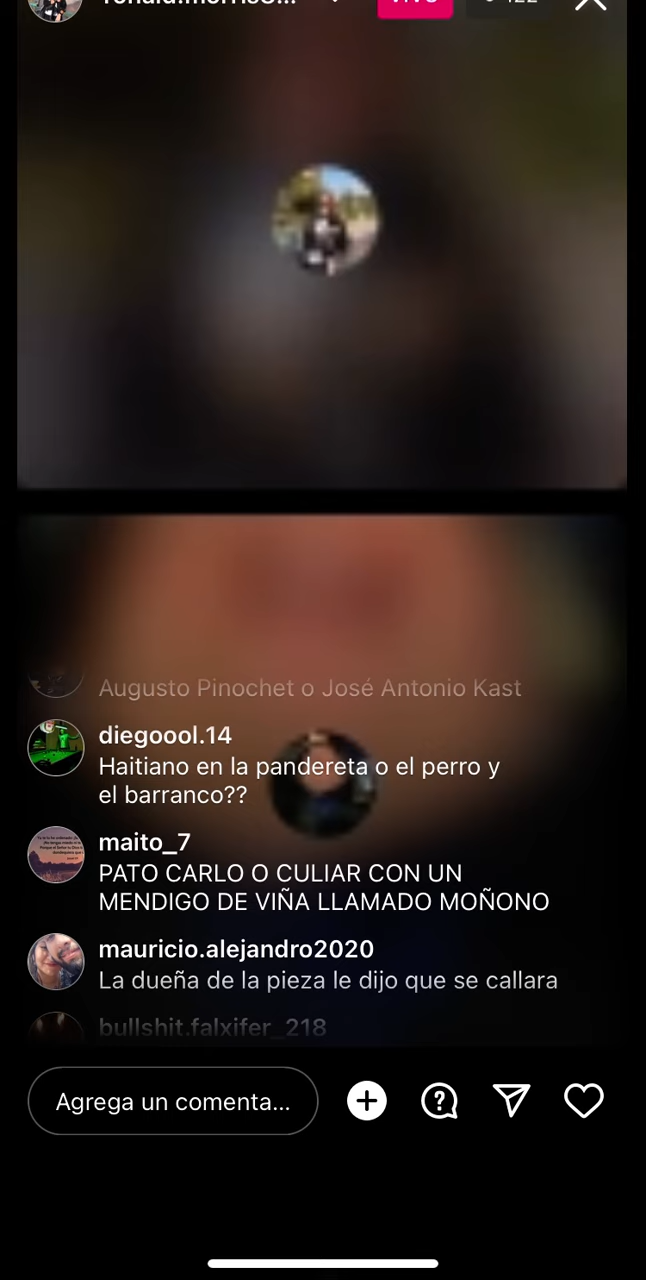 Augusto Pinochet o José Antonio Kast
diegoool.14
Haitiano en la pandereta o el perro y
el barranco??
maito_7
PATO CARLO O CULIAR CON UN
MENDIGO DE VIÑA LLAMADO MOÑONO
mauricio.alejandro2020
La dueña de la pieza le dijo que se callara
bullshit.falxifer_218
Agrega un comenta...